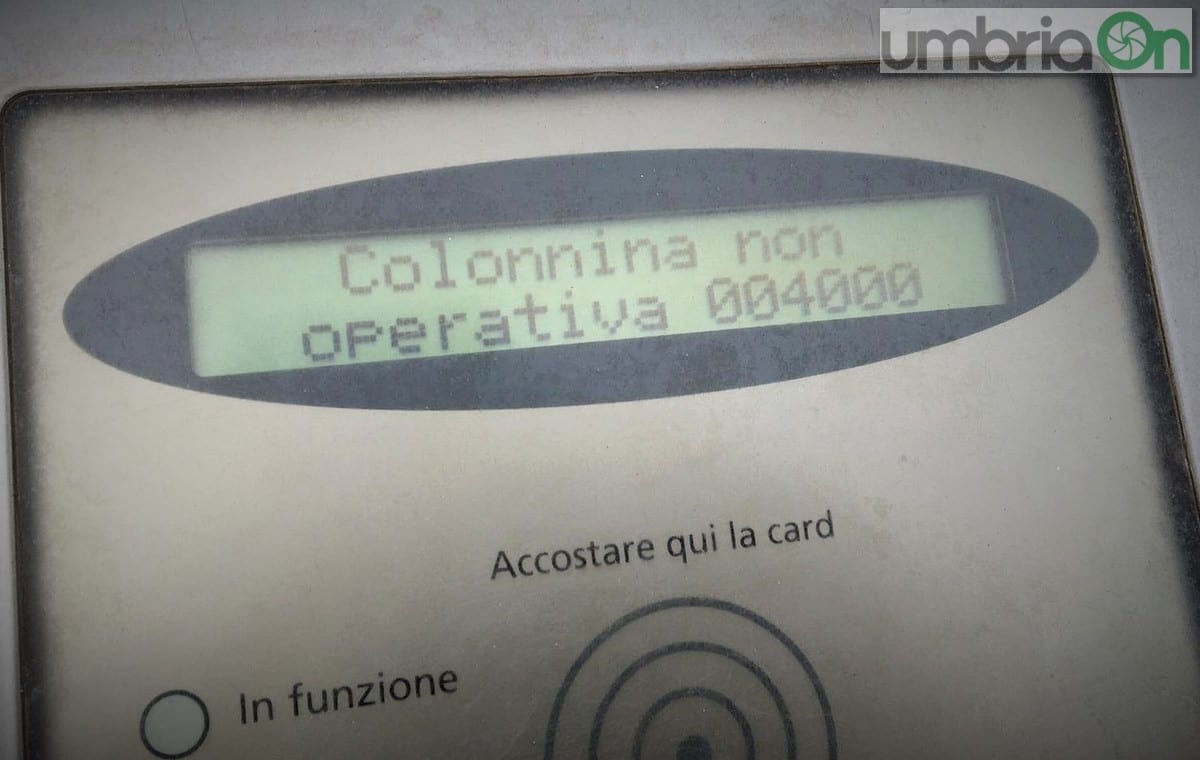 umbriaOn
Colonnina non
operativa 004000
Accostare qui la card
In funzione